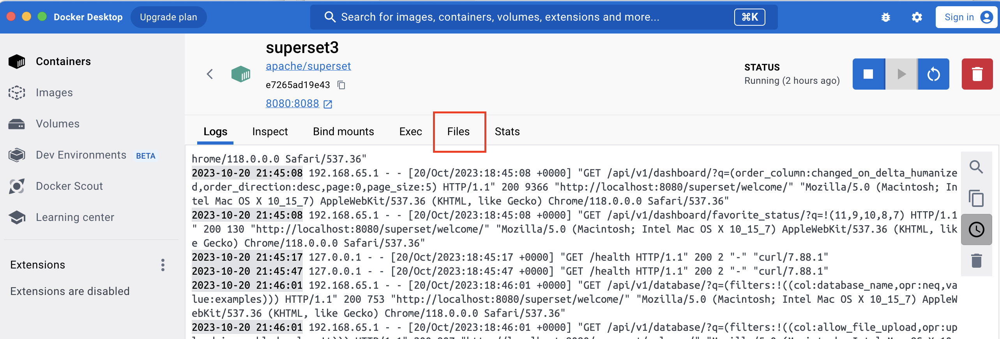 Docker Desktop
Upgrade plan
Search for images, containers, volumes, extensions and more...
⌘K
Sign in
Containers
Images
Volumes
Dev Environments BETA
Docker Scout
Learning center
Extensions
Extensions are disabled
superset3
apache/superset
e7265ad19e43
8080:8088
STATUS
Running (2 hours ago)
Logs
Inspect
Bind mounts
Exec
Files
Stats
hrome/118.0.0.0 Safari/537.36"
2023-10-20 21:45:08 192.168.65.1 - - [20/Oct/2023:18:45:08 +0000] "GET /api/v1/dashboard/?q=(order_column:changed_on_delta_humanize
d,order_direction:desc,page:0,page_size:5) HTTP/1.1" 200 9366 "http://localhost:8080/superset/welcome/" "Mozilla/5.0 (Macintosh; In
tel Mac OS X 10_15_7) AppleWebKit/537.36 (KHTML, like Gecko) Chrome/118.0.0.0 Safari/537.36"
2023-10-20 21:45:08 192.168.65.1 - - [20/Oct/2023:18:45:08 +0000] "GET /api/v1/dashboard/favorite_status/?q=!(11,9,10,8,7) HTTP/1.1
" 200 130 "http://localhost:8080/superset/welcome/" "Mozilla/5.0 (Macintosh; Intel Mac OS X 10_15_7) AppleWebKit/537.36 (KHTML, lik
e Gecko) Chrome/118.0.0.0 Safari/537.36"
2023-10-20 21:45:17 127.0.0.1 - - [20/Oct/2023:18:45:17 +0000] "GET /health HTTP/1.1" 200 2 "-" "curl/7.88.1"
2023-10-20 21:45:47 127.0.0.1 - - [20/Oct/2023:18:45:47 +0000] "GET /health HTTP/1.1" 200 2 "-" "curl/7.88.1"
2023-10-20 21:46:01 192.168.65.1 - - [20/Oct/2023:18:46:01 +0000] "GET /api/v1/database/?q=(filters:!((col:database_name,opr:neq,va
lue:examples))) HTTP/1.1" 200 753 "http://localhost:8080/superset/welcome/" "Mozilla/5.0 (Macintosh; Intel Mac OS X 10_15_7) AppleW
ebKit/537.36 (KHTML, like Gecko) Chrome/118.0.0.0 Safari/537.36"
2023-10-20 21:46:01 192.168.65.1 - - [20/Oct/2023:18:46:01 +0000] "GET /api/v1/database/?q=(filters:!((col:allow_file_upload,opr:up